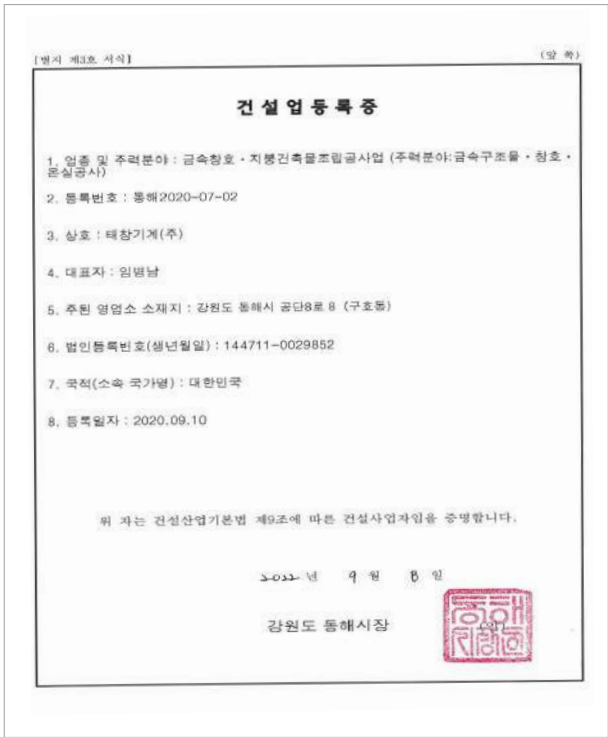 [별지 제3호 서식]
(앞 쪽)
건설업등록증
1. 업종 및 주력분야 : 금속창호・지붕건축물조립공사업 (주력분야:금속구조물・창호・
온실공사)
2. 등록번호 : 동해2020-07-02
3. 상호 : 태창기계(주)
4. 대표자 : 임병남
5. 주된 영업소 소재지 : 강원도 동해시 공단8로 8 (구호동)
6. 법인등록번호(생년월일) : 144711-0029852
7. 국적(소속 국가명) : 대한민국
8. 등록일자 : 2020.09.10
위 자는 건설산업기본법 제9조에 따른 건설사업자임을 증명합니다.
2022 년 9 월 일
강원도 동해시장